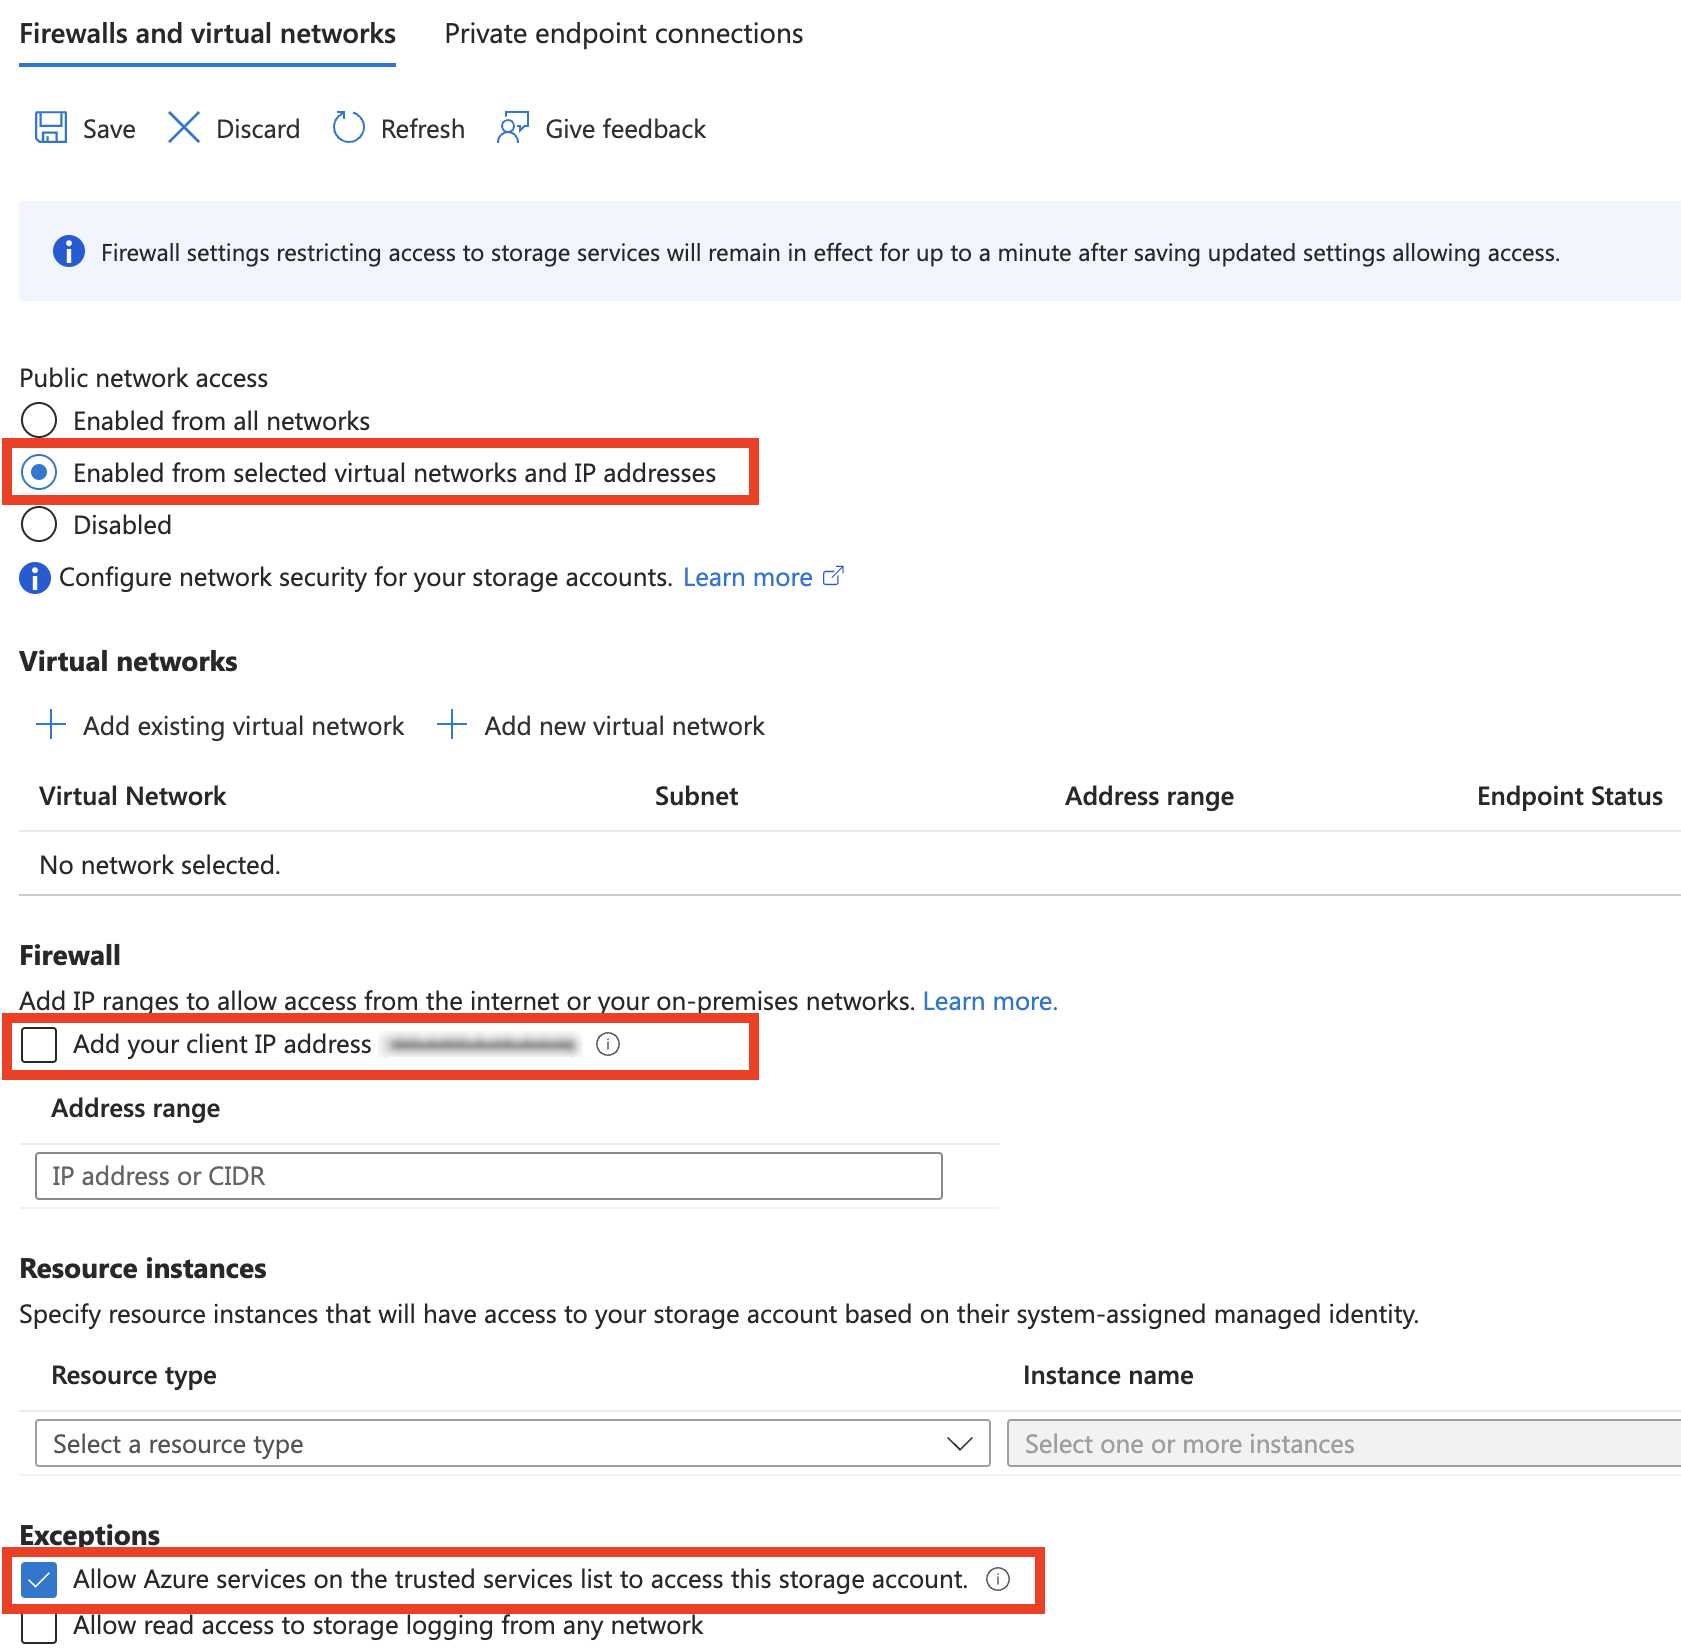 Firewalls and virtual networks Private endpoint connections
Save Discard Refresh Give feedback
Firewall settings restricting access to storage services will remain in effect for up to a minute after saving updated settings allowing access.
Public network access
Enabled from all networks
Enabled from selected virtual networks and IP addresses
Disabled
Configure network security for your storage accounts. Learn more
Virtual networks
Add existing virtual network Add new virtual network
Virtual Network Subnet Address range Endpoint Status
No network selected.
Firewall
Add IP ranges to allow access from the internet or your on-premises networks. Learn more.
Add your client IP address
Address range
IP address or CIDR
Resource instances
Specify resource instances that will have access to your storage account based on their system-assigned managed identity.
Resource type Instance name
Select a resource type Select one or more instances
Exceptions
Allow Azure services on the trusted services list to access this storage account.
Allow read access to storage logging from any network